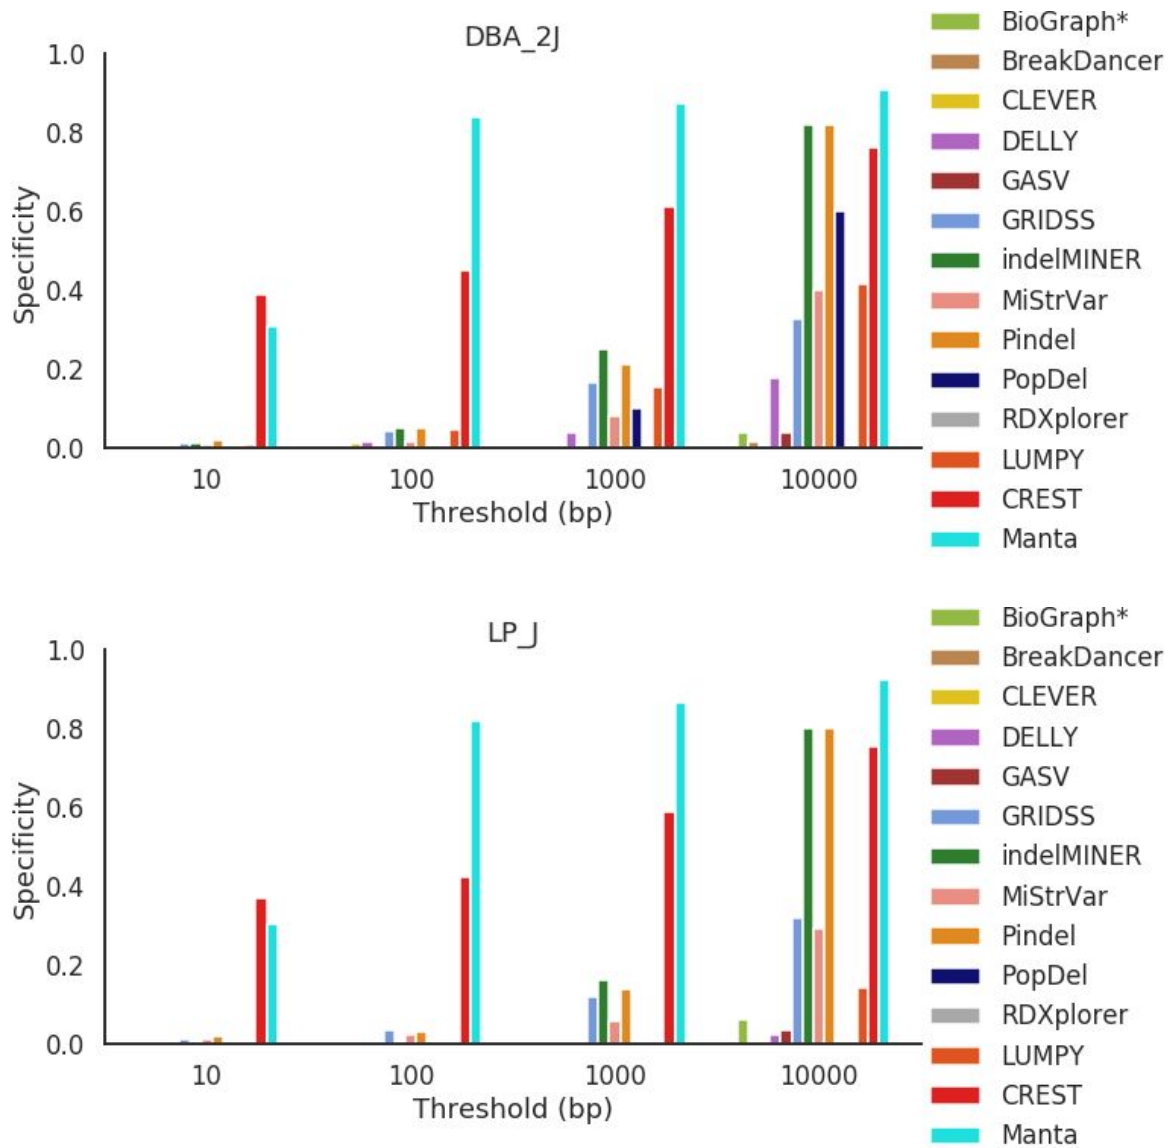 DBA_2J
1.0
0.8
0.6
0.4
0.2
0.0
Specificity
10 100 1000 10000
Threshold (bp)
BioGraph*
BreakDancer
CLEVER
DELLY
GASV
GRIDSS
indelMINER
MiStrVar
Pindel
PopDel
RDXplorer
LUMPY
CREST
Manta
LP_J
1.0
0.8
0.6
0.4
0.2
0.0
Specificity
10 100 1000 10000
Threshold (bp)
BioGraph*
BreakDancer
CLEVER
DELLY
GASV
GRIDSS
indelMINER
MiStrVar
Pindel
PopDel
RDXplorer
LUMPY
CREST
Manta